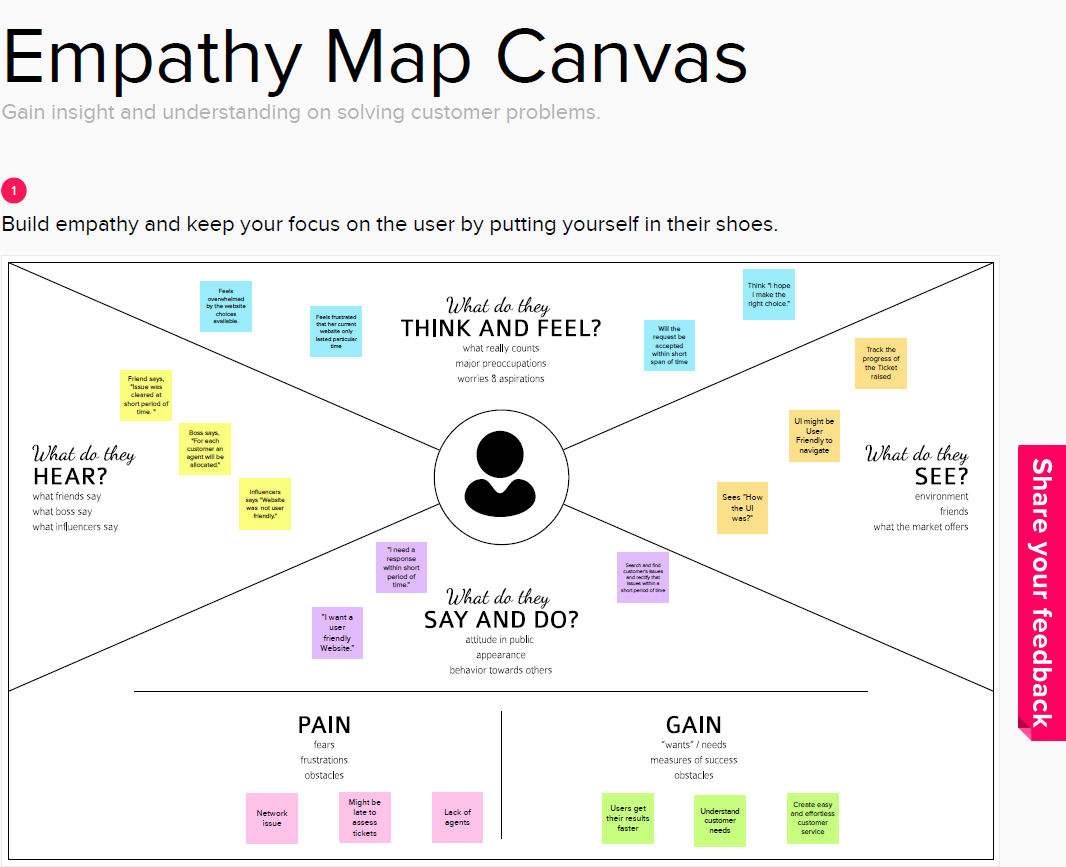 Empathy Map Canvas
Gain insight and understanding on solving customer problems.
1
Build empathy and keep your focus on the user by putting yourself in their shoes.
What do they
THINK AND FEEL?
what really counts
major preoccupations
worries & aspirations
Feels
overwhelmed
by the website
choices
available.
Feels frustrated
that her current
website only
lasted particular
time
Will the
request be
accepted
within short
span of time
Think "I hope
I make the
right choice."
What do they
HEAR?
what friends say
what boss say
what influencers say
Friend says,
"Issue was
cleared at
short period of
time. "
Boss says,
"For each
customer an
agent will be
allocated."
Influencers
says "Website
was not user
friendly."
What do they
SEE?
environment
friends
what the market offers
Track the
progress of
the Ticket
raised
UI might be
User
Friendly to
navigate
Sees "How
the UI
was?"
What do they
SAY AND DO?
attitude in public
appearance
behavior towards others
"I need a
response
within short
period of
time."
"I want a
user
friendly
Website."
Search and find
customer's issues
and rectify that
issues within a
short period of time
PAIN
fears
frustrations
obstacles
Network
issue
Might be
late to
assess
tickets
Lack of
agents
GAIN
"wants" / needs
measures of success
obstacles
Users get
their results
faster
Understand
customer
needs
Create easy
and effortless
customer
service
Share your feedback